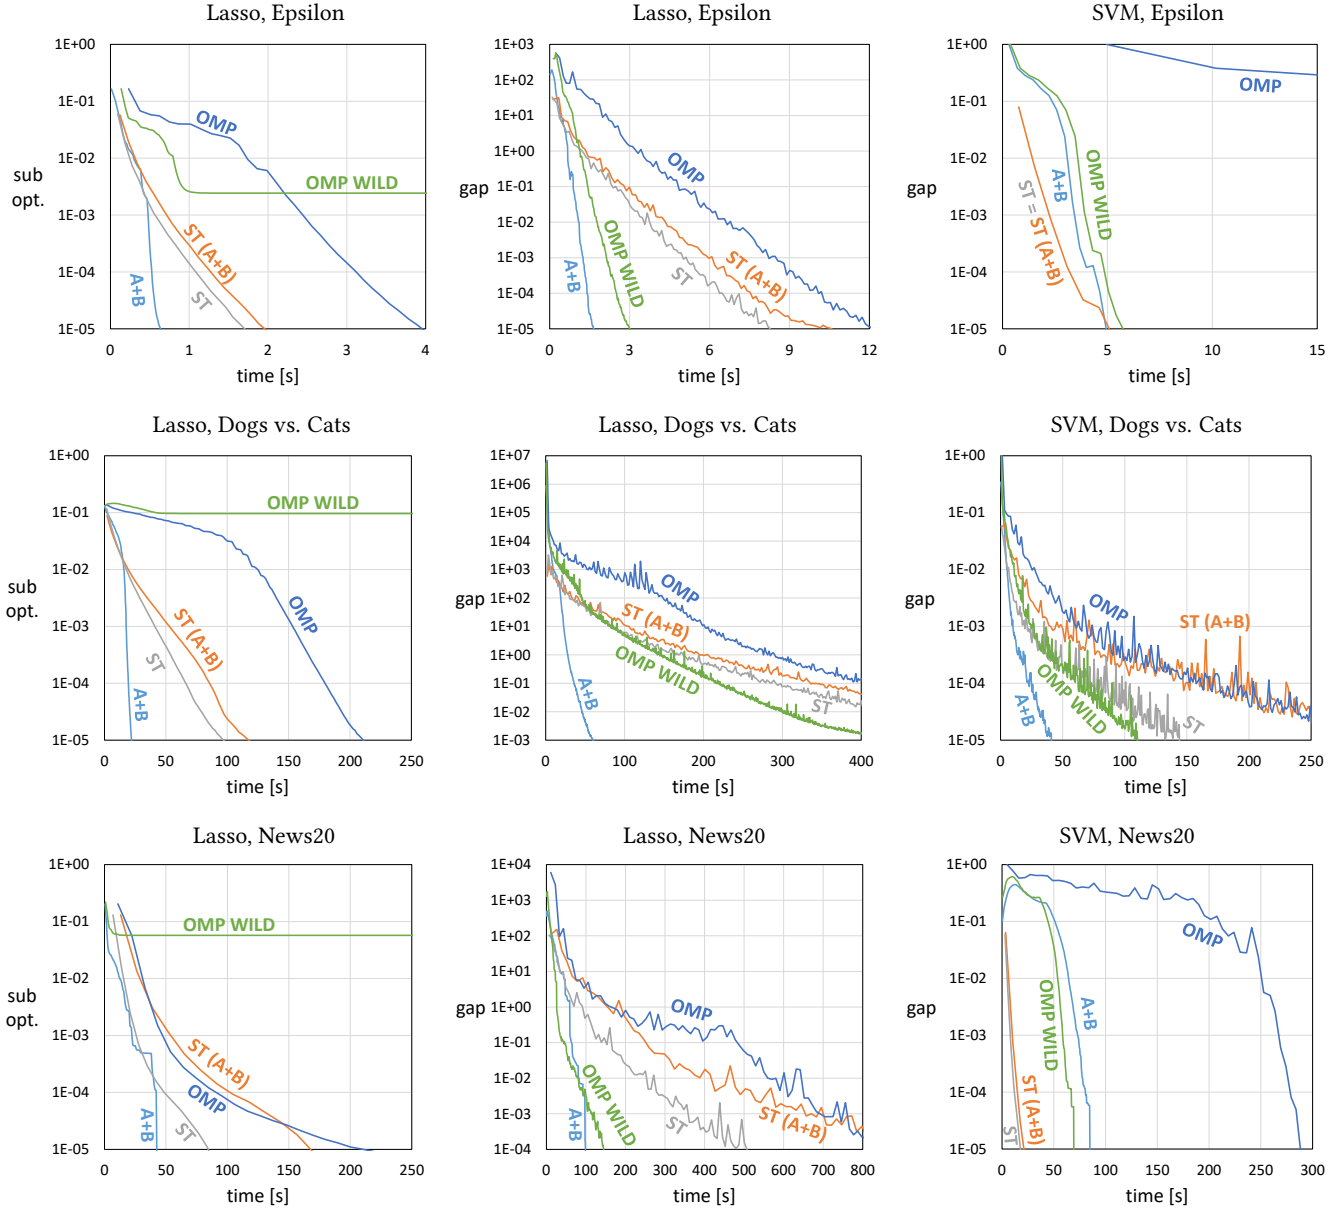 Lasso, Epsilon
1E+00
1E-01
1E-02
1E-03
1E-04
1E-05
sub
opt.
OMP
OMP WILD
ST (A+B)
ST
A+B
0 1 2 3 4
time [s]
Lasso, Epsilon
1E+03
1E+02
1E+01
1E+00
1E-01
1E-02
1E-03
1E-04
1E-05
gap
OMP
OMP WILD
ST (A+B)
ST
A+B
0 3 6 9 12
time [s]
SVM, Epsilon
1E+00
1E-01
1E-02
1E-03
1E-04
1E-05
gap
OMP
OMP WILD
A+B
ST = ST (A+B)
0 5 10 15
time [s]
Lasso, Dogs vs. Cats
1E+00
1E-01
1E-02
1E-03
1E-04
1E-05
sub
opt.
OMP WILD
OMP
ST (A+B)
ST
A+B
0 50 100 150 200 250
time [s]
Lasso, Dogs vs. Cats
1E+07
1E+06
1E+05
1E+04
1E+03
1E+02
1E+01
1E+00
1E-01
1E-02
1E-03
gap
OMP
ST (A+B)
OMP WILD
ST
A+B
0 100 200 300 400
time [s]
SVM, Dogs vs. Cats
1E+00
1E-01
1E-02
1E-03
1E-04
1E-05
gap
OMP
ST (A+B)
OMP WILD
ST
A+B
0 50 100 150 200 250
time [s]
Lasso, News20
1E+00
1E-01
1E-02
1E-03
1E-04
1E-05
sub
opt.
OMP WILD
ST (A+B)
OMP
ST
A+B
0 50 100 150 200 250
time [s]
Lasso, News20
1E+04
1E+03
1E+02
1E+01
1E+00
1E-01
1E-02
1E-03
1E-04
gap
OMP
OMP WILD
ST (A+B)
ST
A+B
0 100 200 300 400 500 600 700 800
time [s]
SVM, News20
1E+00
1E-01
1E-02
1E-03
1E-04
1E-05
gap
OMP
OMP WILD
A+B
ST (A+B)
ST
0 50 100 150 200 250 300
time [s]